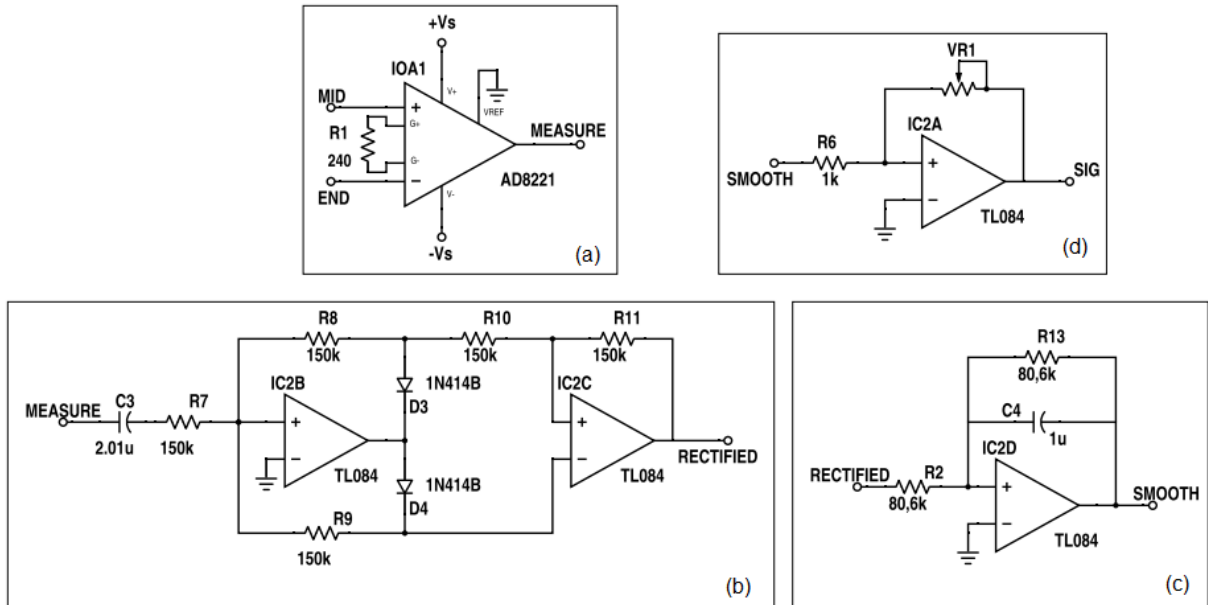 +Vs
IOA1
V+
VREF
MID
+
G+
R1
240
G-
-
END
MEASURE
AD8221
V-
-Vs
(a)
VR1
IC2A
R6
SMOOTH
1k
+
-
SIG
TL084
(d)
R8
150k
R10
150k
R11
150k
IC2B
1N414B
D3
IC2C
MEASURE
C3
R7
2.01u
150k
+
-
TL084
1N414B
D4
+
-
TL084
RECTIFIED
R9
150k
(b)
R13
80,6k
C4
1u
IC2D
RECTIFIED
R2
80,6k
+
-
SMOOTH
TL084
(c)